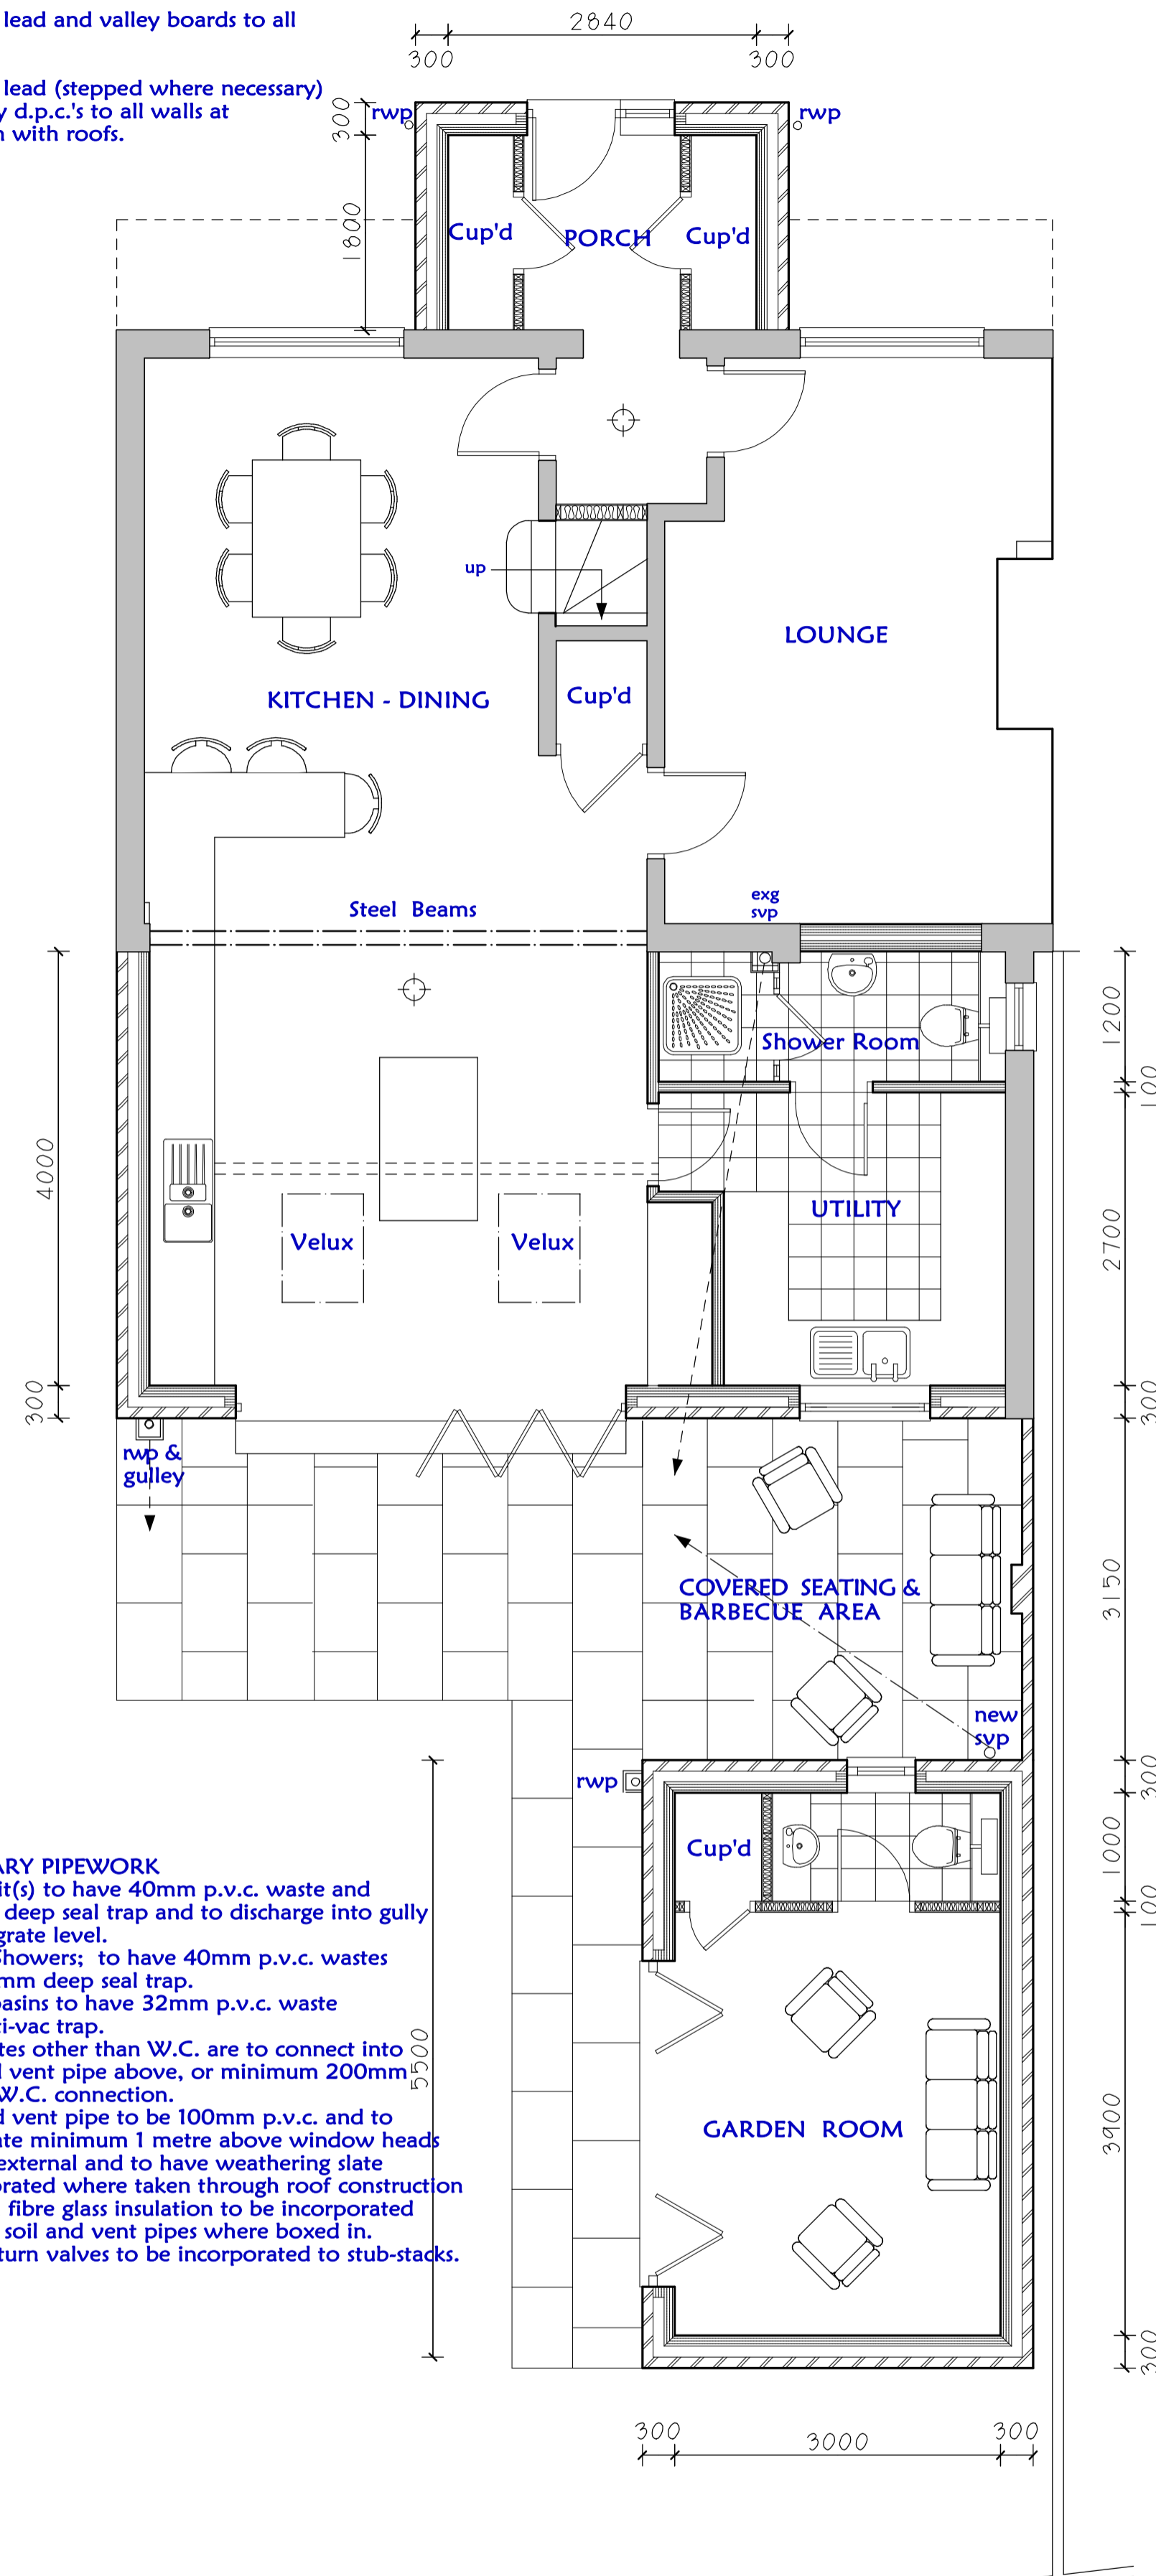 lead and valley boards to all
lead (stepped where necessary)
y d.p.c.'s to all walls at
n with roofs.
2840
300
300
300
rwp
rwp
1800
Cup'd
PORCH
Cup'd
up
LOUNGE
KITCHEN - DINING
Cup'd
Steel Beams
exg
svp
1200
Shower Room
100
4000
UTILITY
2700
Velux
Velux
300
300
rwp &
gulley
COVERED SEATING &
BARBECUE AREA
3150
new
svp
rwp
300
Cup'd
1000
100
ARY PIPEWORK
it(s) to have 40mm p.v.c. waste and
deep seal trap and to discharge into gully
grate level.
Showers; to have 40mm p.v.c. wastes
mm deep seal trap.
basins to have 32mm p.v.c. waste
ti-vac trap.
tes other than W.C. are to connect into
d vent pipe above, or minimum 200mm
W.C. connection.
d vent pipe to be 100mm p.v.c. and to
ate minimum 1 metre above window heads
external and to have weathering slate
orated where taken through roof construction
fibre glass insulation to be incorporated
soil and vent pipes where boxed in.
turn valves to be incorporated to stub-stacks.
5500
GARDEN ROOM
3900
300
300
3000
300